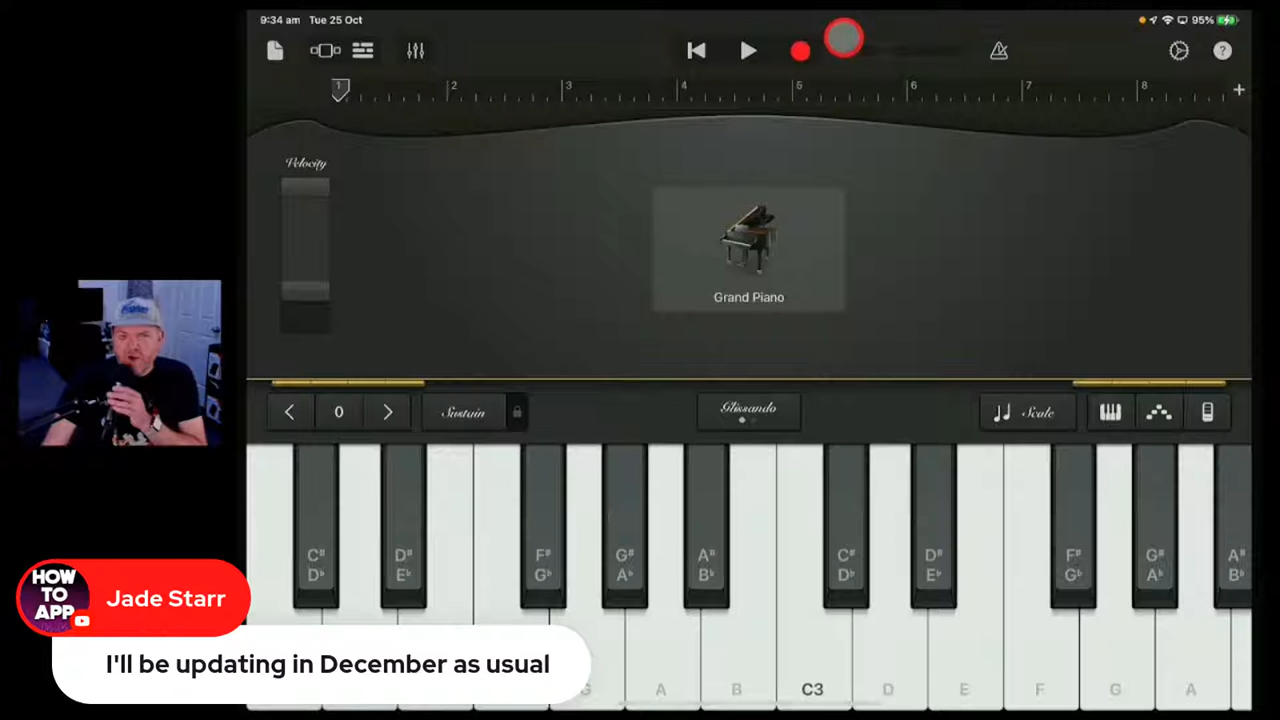 9:34 am Tue 25 Oct
95%
1 2 3 4 5 6 7 8 +
Velocity
Grand Piano
0
Sustain
Glissando
Scale
?
C# D# F# G# A# C# D# F# G# A#
D♭ E♭ G♭ A♭ B♭ D♭ E♭ G♭ A♭ B♭
G A B C3 D E F G A
HOW TO APP
Jade Starr
I'll be updating in December as usual